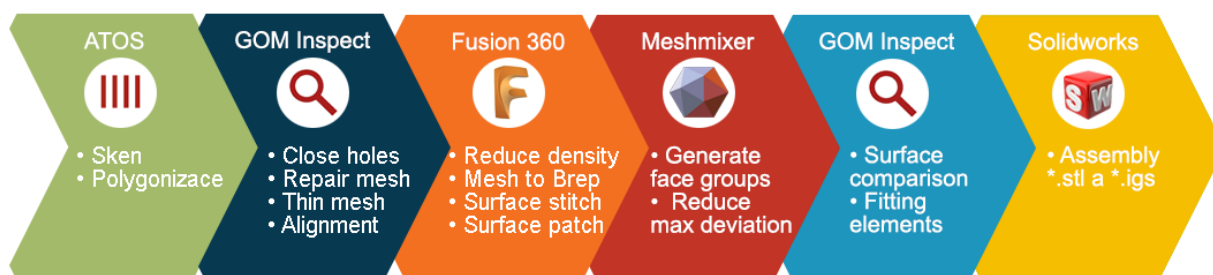 ATOS
• Sken
• Polygonizace
GOM Inspect
• Close holes
• Repair mesh
• Thin mesh
• Alignment
Fusion 360
F
• Reduce density
• Mesh to Brep
• Surface stitch
• Surface patch
Meshmixer
• Generate
face groups
• Reduce
max deviation
GOM Inspect
• Surface
comparison
• Fitting
elements
Solidworks
SW
• Assembly
*.stl a *.igs